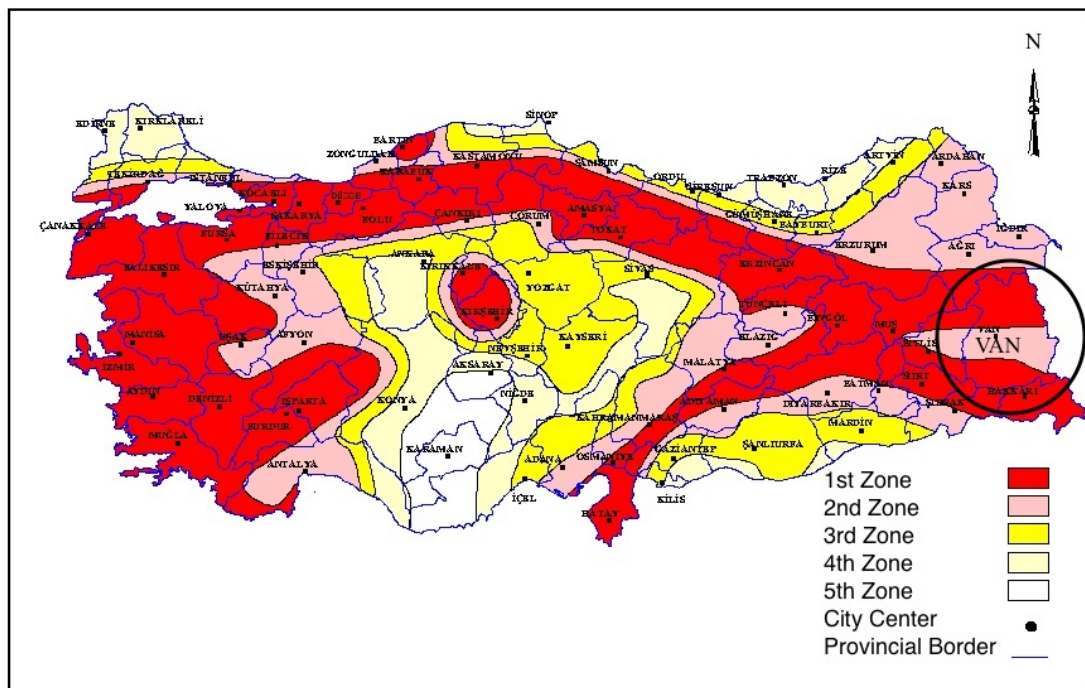 N
SİNOP
EDİRNE
KIRKLARELİ
BARTIN
ZONGULDAK
KASTAMONU
KARABÜK
SAMSUN
ORDU
GİRESUN
TRABZON
RİZE
ARTVİN
ARDAHAN
TEKİRDAĞ
İSTANBUL
KOCAELİ
DÜZCE
KARS
YALOVA
SAKARYA
BOLU
ÇANKIRI
ÇORUM
AMASYA
TOKAT
GÜMÜŞHANE
BAYBURT
IĞDIR
ÇANAKKALE
BURSA
BİLECİK
ERZURUM
AĞRI
BALIKESİR
ESKİŞEHİR
ANKARA
KIRIKKALE
YOZGAT
SİVAS
ERZİNCAN
KÜTAHYA
KIRŞEHİR
TUNCELİ
BİNGÖL
MUŞ
VAN
MANİSA
UŞAK
AFYON
NEVŞEHİR
KAYSERİ
ELAZIĞ
BİTLİS
VAN
İZMİR
AKSARAY
MALATYA
SİİRT
AYDIN
DENİZLİ
ISPARTA
KONYA
NİĞDE
ADIYAMAN
DIYARBAKIR
BATMAN
ŞIRNAK
HAKKARİ
MUĞLA
BURDUR
KAHRAMANMARAŞ
MARDİN
ANTALYA
KARAMAN
ADANA
OSMANİYE
GAZİANTEP
ŞANLIURFA
İÇEL
KİLİS
HATAY
1st Zone
2nd Zone
3rd Zone
4th Zone
5th Zone
City Center
Provincial Border